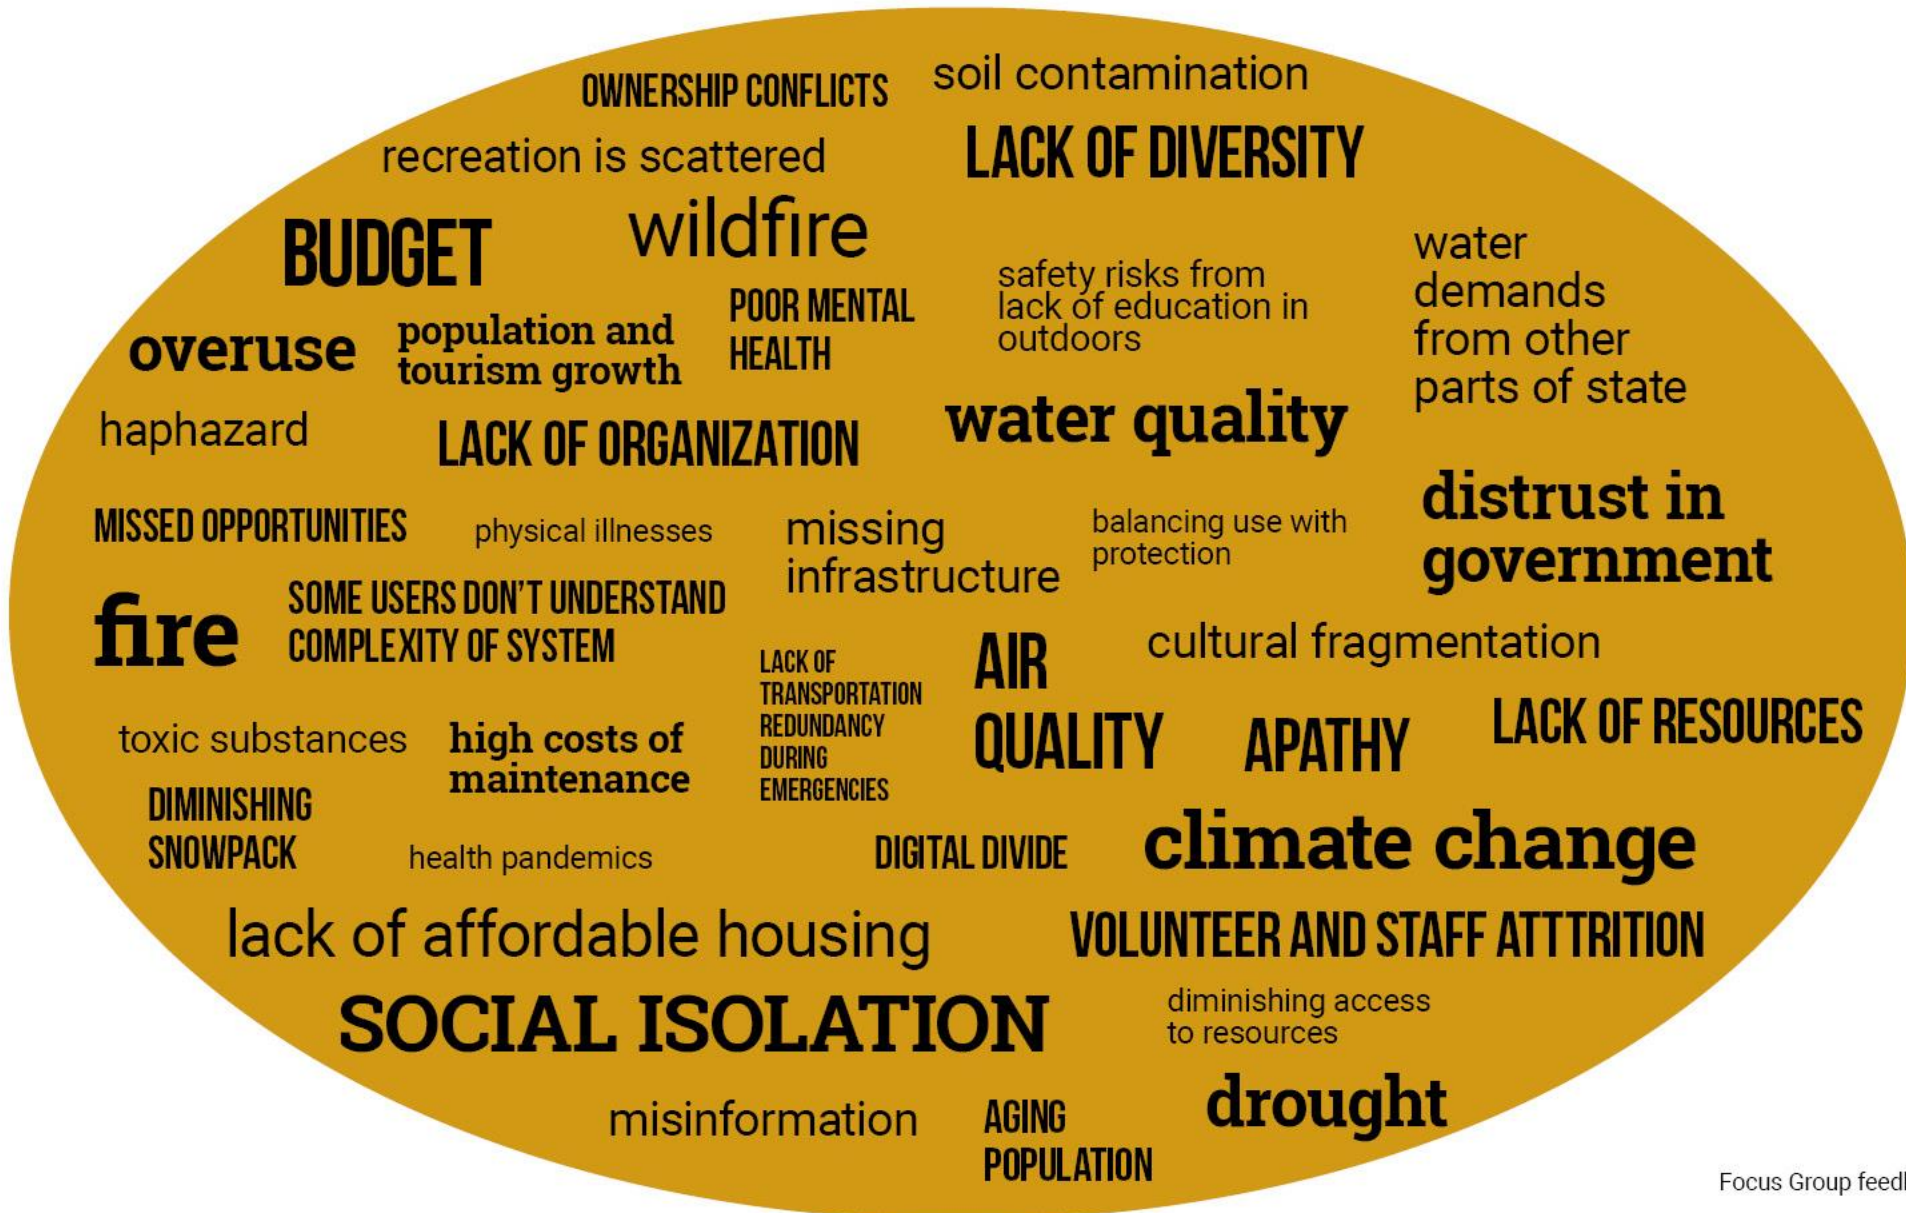 OWNERSHIP CONFLICTS
soil contamination
recreation is scattered
LACK OF DIVERSITY
BUDGET
wildfire
water
demands
from other
parts of state
safety risks from
lack of education in
outdoors
POOR MENTAL
HEALTH
overuse
population and
tourism growth
haphazard
LACK OF ORGANIZATION
water quality
distrust in
government
MISSED OPPORTUNITIES
physical illnesses
missing
infrastructure
balancing use with
protection
fire
SOME USERS DON'T UNDERSTAND
COMPLEXITY OF SYSTEM
LACK OF
TRANSPORTATION
REDUNDANCY
DURING
EMERGENCIES
AIR
QUALITY
cultural fragmentation
APATHY
LACK OF RESOURCES
toxic substances
high costs of
maintenance
DIMINISHING
SNOWPACK
health pandemics
DIGITAL DIVIDE
climate change
lack of affordable housing
VOLUNTEER AND STAFF ATTTRITION
SOCIAL ISOLATION
diminishing access
to resources
misinformation
AGING
POPULATION
drought
Focus Group